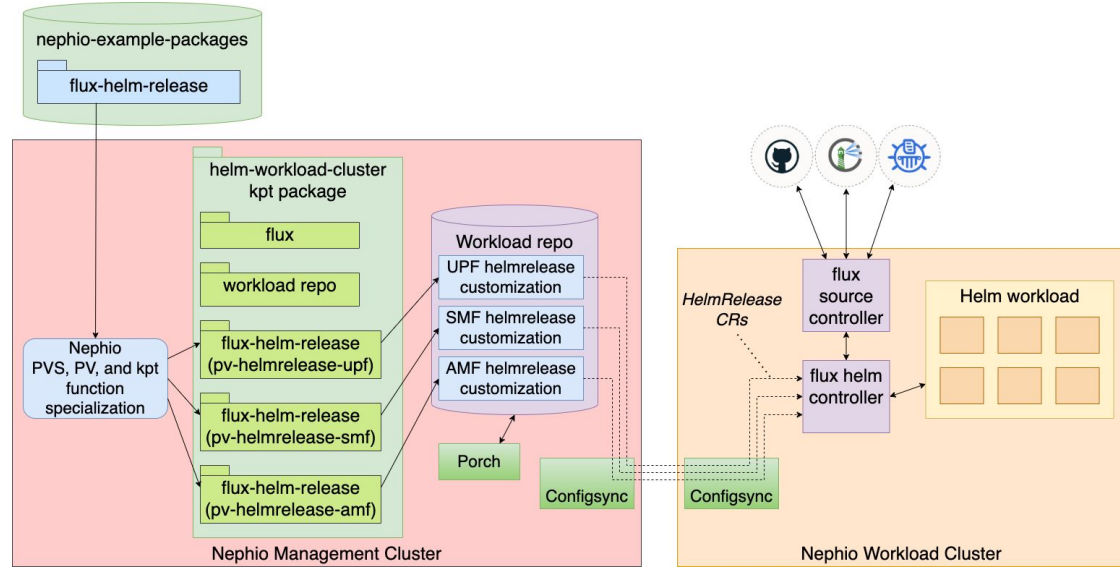 nephio-example-packages
flux-helm-release
helm-workload-cluster
kpt package
flux
workload repo
flux-helm-release
(pv-helmrelease-upf)
flux-helm-release
(pv-helmrelease-smf)
flux-helm-release
(pv-helmrelease-amf)
Nephio
PVS, PV, and kpt
function
specialization
Workload repo
UPF helmrelease
customization
SMF helmrelease
customization
AMF helmrelease
customization
Porch
Configsync
Nephio Management Cluster
HelmRelease
CRs
flux
source
controller
flux helm
controller
Helm workload
Configsync
Nephio Workload Cluster